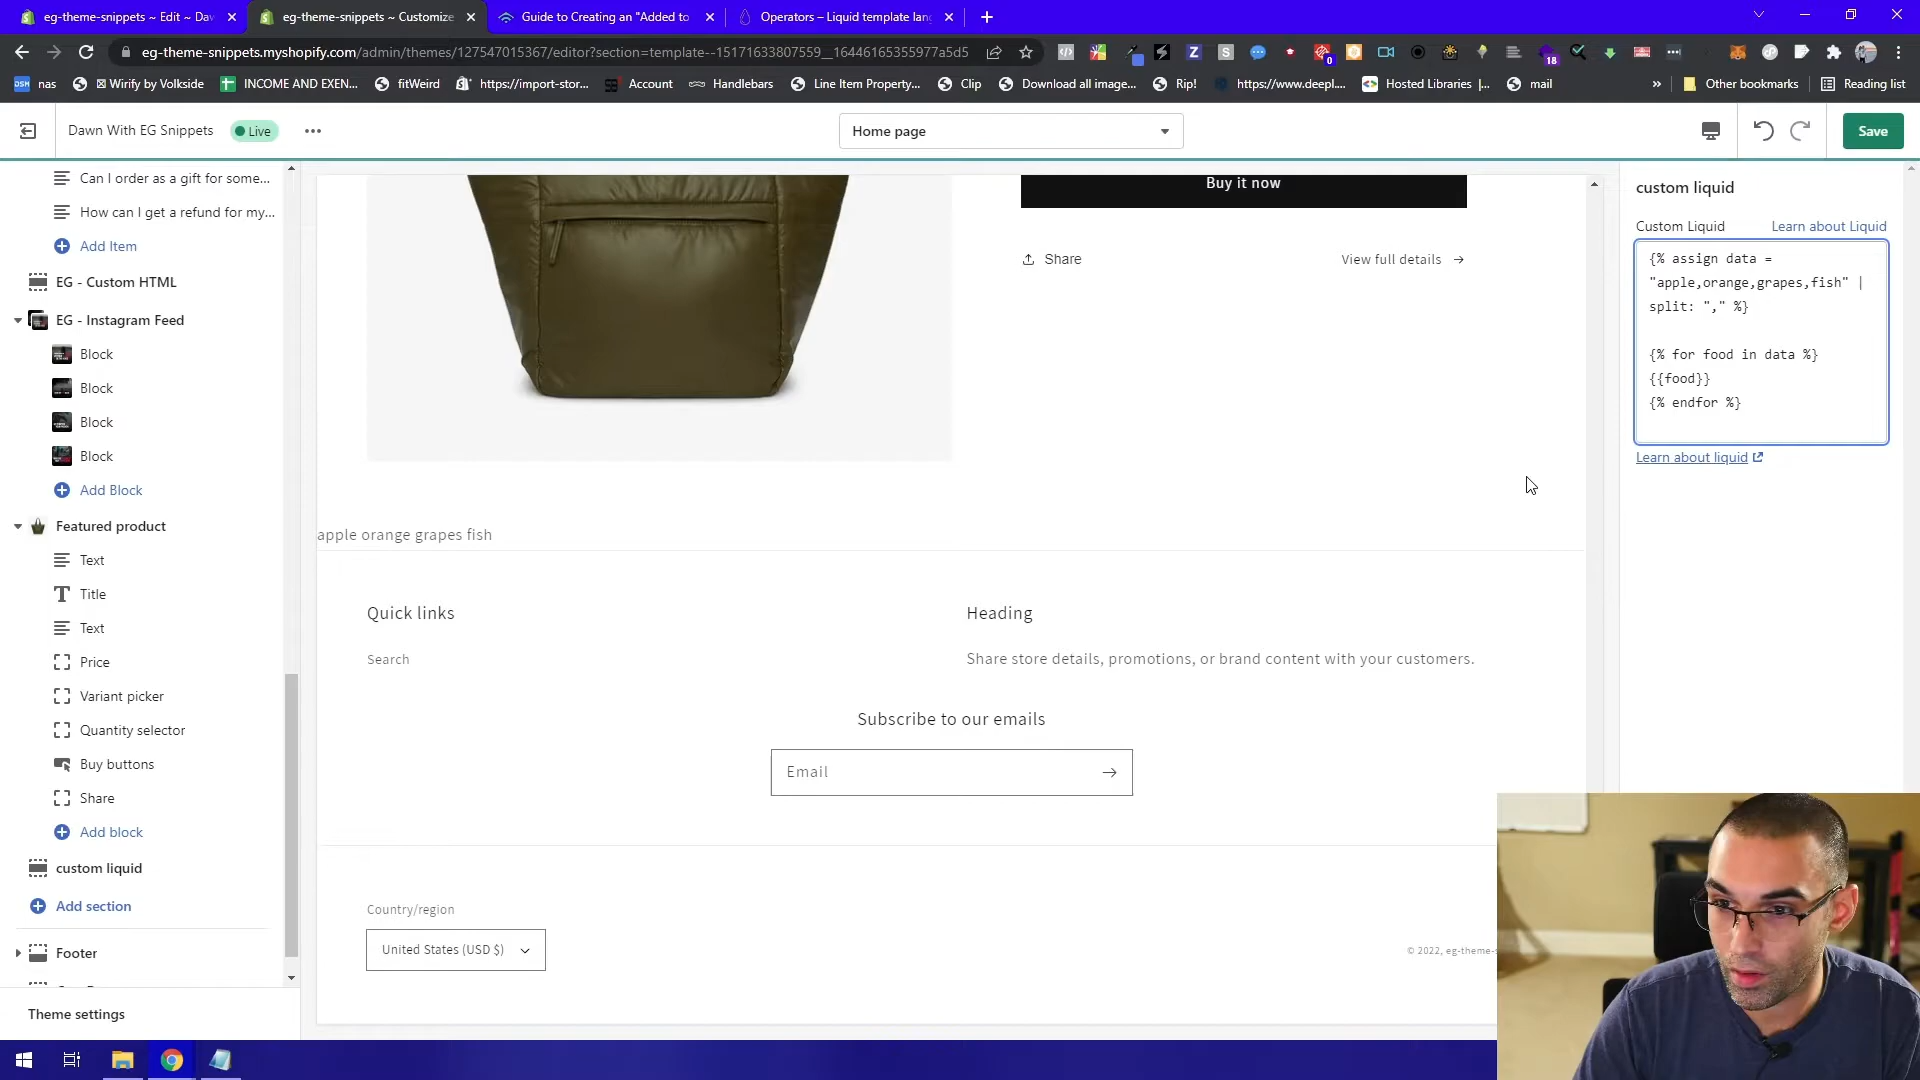 eg-theme-snippets ~ Edit ~ Daw
eg-theme-snippets ~ Customize
Guide to Creating an "Added to
Operators – Liquid template lan
eg-theme-snippets.myshopify.com/admin/themes/127547015367/editor?section=template--15171633807559__16446165355977a5d5
nas
Wirify by Volkside
INCOME AND EXEN...
fitWeird
https://import-stor...
Account
Handlebars
Line Item Property...
Clip
Download all image...
Rip!
https://www.deepl....
Hosted Libraries |...
mail
Other bookmarks
Reading list
Dawn With EG Snippets
Live
Home page
Save
Can I order as a gift for some...
How can I get a refund for my...
Add Item
EG - Custom HTML
EG - Instagram Feed
Block
Block
Block
Block
Add Block
Featured product
Text
Title
Text
Price
Variant picker
Quantity selector
Buy buttons
Share
Add block
custom liquid
Add section
Footer
Theme settings
Buy it now
Share
View full details →
apple orange grapes fish
Quick links
Heading
Search
Share store details, promotions, or brand content with your customers.
Subscribe to our emails
Email
Country/region
United States (USD $)
© 2022, eg-theme-s
custom liquid
Custom Liquid
Learn about Liquid
{% assign data =
"apple,orange,grapes,fish" |
split: "," %}
{% for food in data %}
{{food}}
{% endfor %}
Learn about liquid